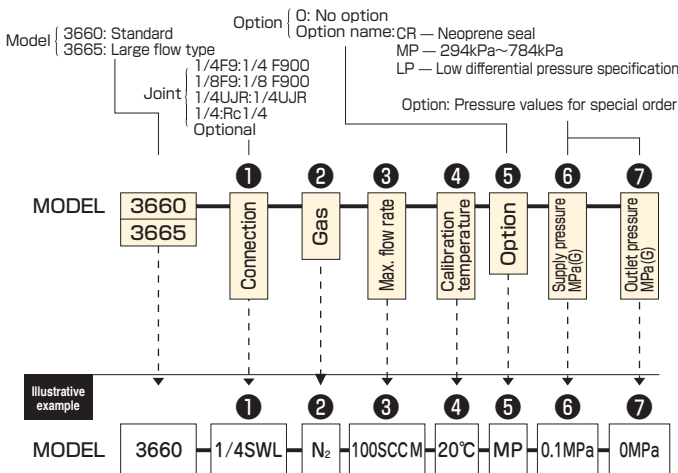 Model
3660: Standard
3665: Large flow type
Joint
1/4F9:1/4 F900
1/8F9:1/8 F900
1/4UJR:1/4UJR
1/4:Rc1/4
Optional
Option
0: No option
Option name: CR — Neoprene seal
MP — 294kPa～784kPa
LP — Low differential pressure specification
Option: Pressure values for special order
❶ ❷ ❸ ❹ ❺ ❻ ❼
MODEL
3660
3665
Connection
Gas
Max. flow rate
Calibration
temperature
Option
Supply pressure
MPa(G)
Outlet pressure
MPa(G)
Illustrative
example
❶ ❷ ❸ ❹ ❺ ❻ ❼
MODEL 3660 1/4SWL N₂ 100SCCM 20℃ MP 0.1MPa 0MPa